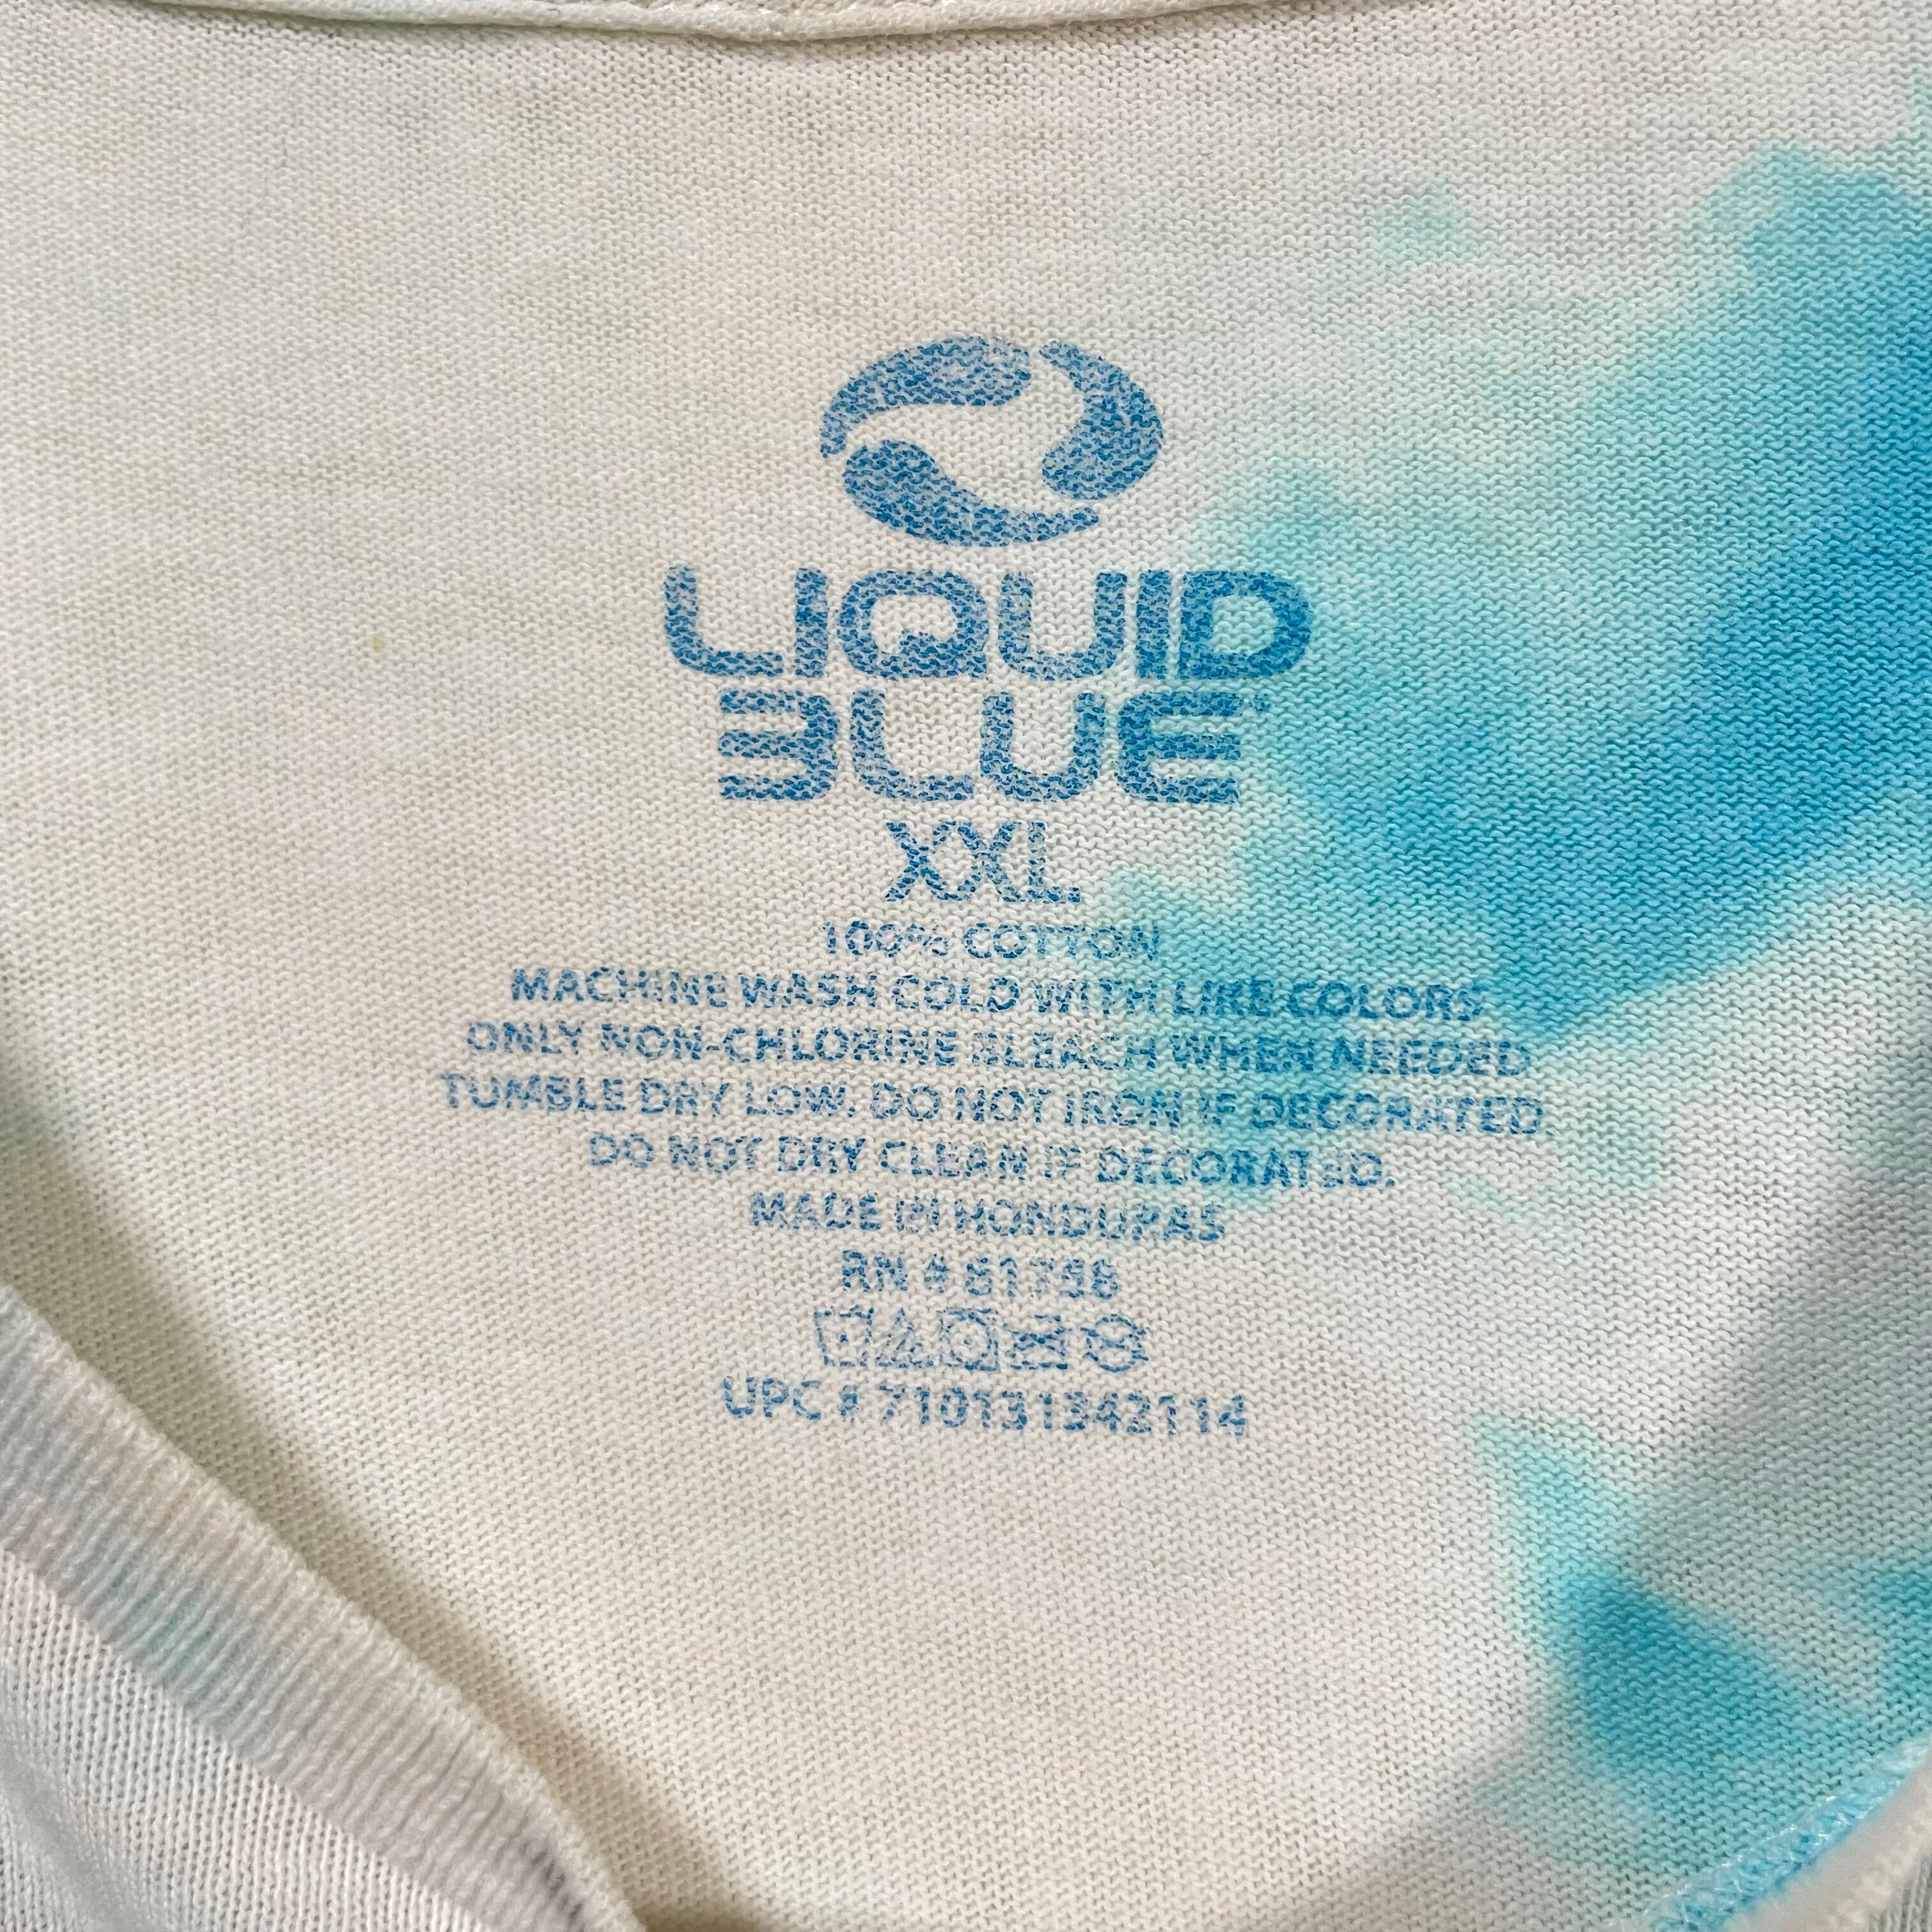 LIQUID
BLUE
XXL
100% COTTON
MACHINE WASH COLD WITH LIKE COLORS
ONLY NON-CHLORINE BLEACH WHEN NEEDED
TUMBLE DRY LOW. DO NOT IRON IF DECORATED.
DO NOT DRY CLEAN IF DECORATED.
MADE IN HONDURAS
RN #
UPC # 710131342114